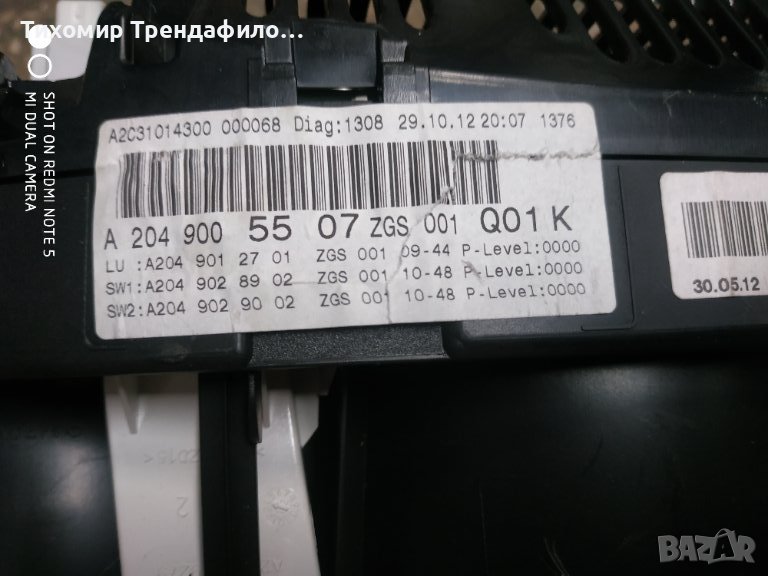 Тихомир Трендафило...
SHOT ON REDMI NOTE 5
MI DUAL CAMERA
A2C31014300 000068 Diag:1308 29.10.12 20:07 1376
A 204 900 55 07 ZGS 001 Q01 K
LU :A204 901 27 01 ZGS 001 09-44 P-Level:0000
SW1:A204 902 89 02 ZGS 001 10-48 P-Level:0000
SW2:A204 902 90 02 ZGS 001 10-48 P-Level:0000
30.05.12
2
BAZAR